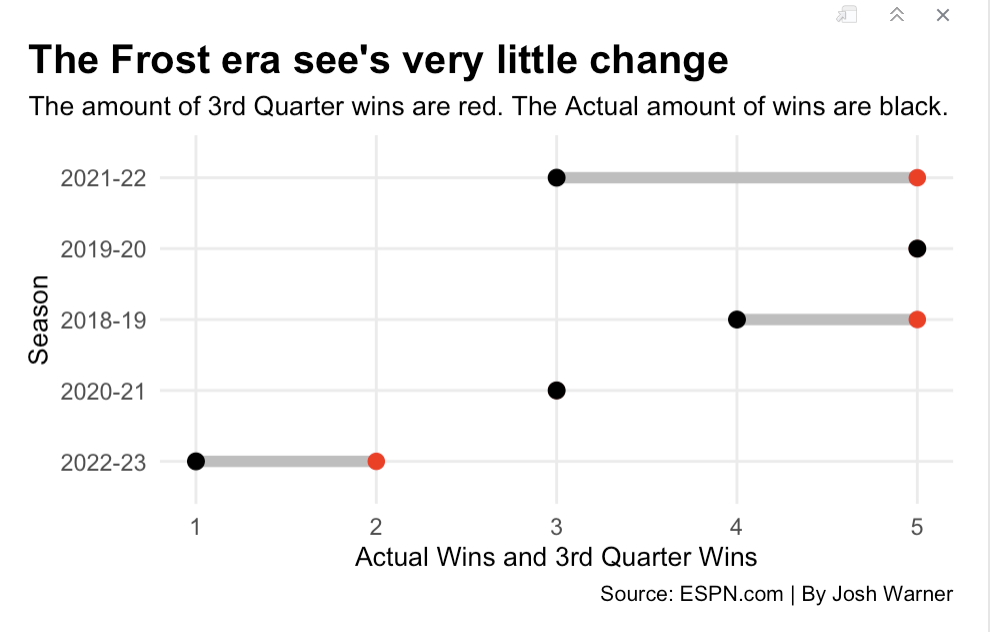 The Frost era see's very little change
The amount of 3rd Quarter wins are red. The Actual amount of wins are black.
2021-22
2019-20
2018-19
2020-21
2022-23
Season
1 2 3 4 5
Actual Wins and 3rd Quarter Wins
Source: ESPN.com | By Josh Warner